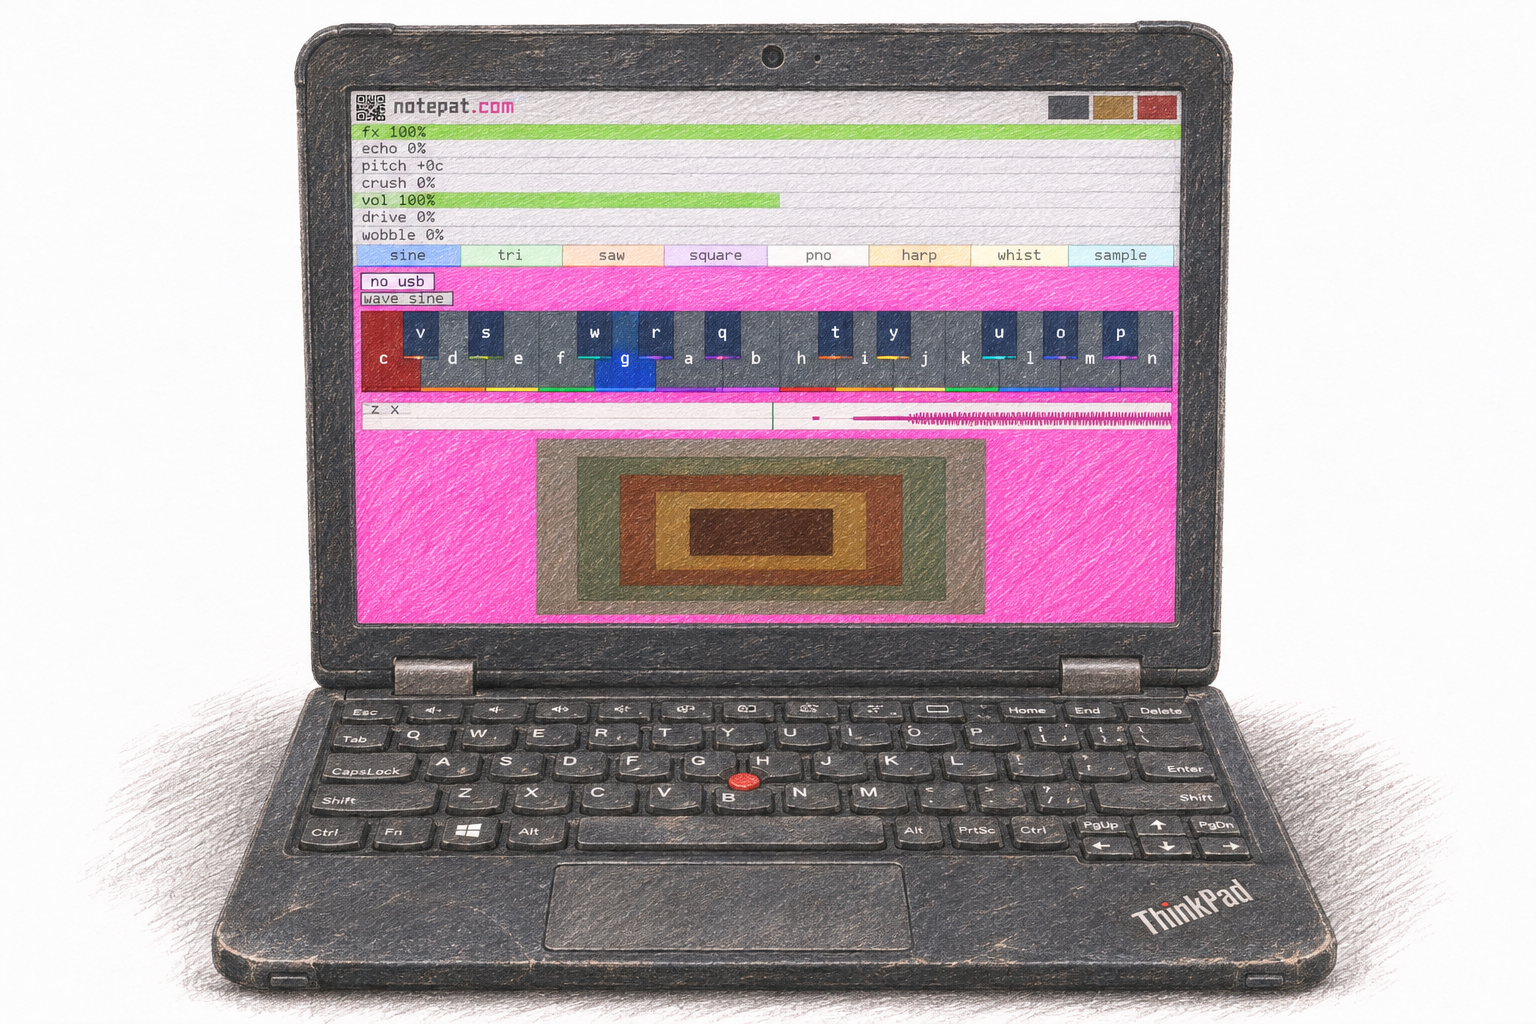 notepat.com
fx 100%
echo 0%
pitch +0c
crush 0%
vol 100%
drive 0%
wobble 0%
sine tri saw square pno harp whist sample
no usb
wave sine
v s w r q t y u o p
c d e f g a b h i j k l m n
z x
Esc Home End Delete
Tab Q W E R T Y U I O P [ ] \
CapsLock A S D F G H J K L Enter
Shift Z X C V B N M Shift
Ctrl Fn Alt Alt PrtSc Ctrl PgUp PgDn
ThinkPad